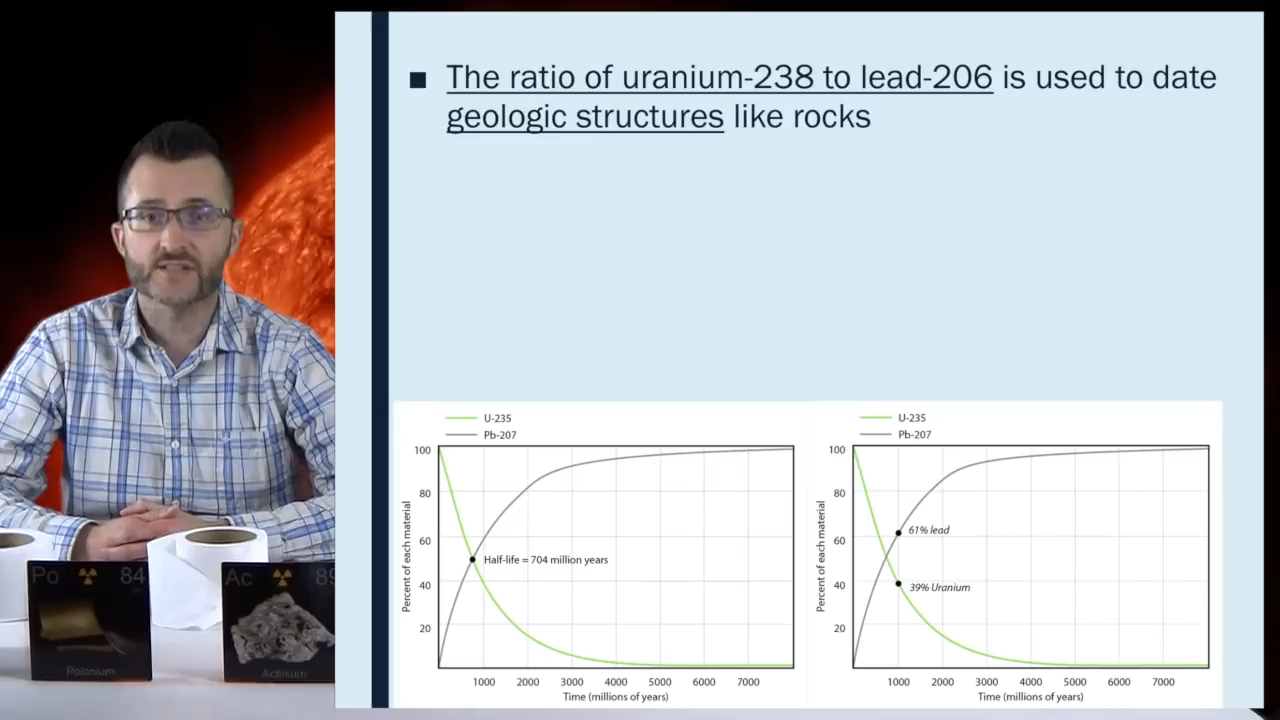 ■ The ratio of uranium-238 to lead-206 is used to date
geologic structures like rocks
U-235
Pb-207
100
80
60
40
20
Percent of each material
Half-life = 704 million years
1000 2000 3000 4000 5000 6000 7000
Time (millions of years)
U-235
Pb-207
100
80
60
40
20
Percent of each material
61% lead
39% Uranium
1000 2000 3000 4000 5000 6000 7000
Time (millions of years)
Po 84
Polonium
Ac 89
Actinium